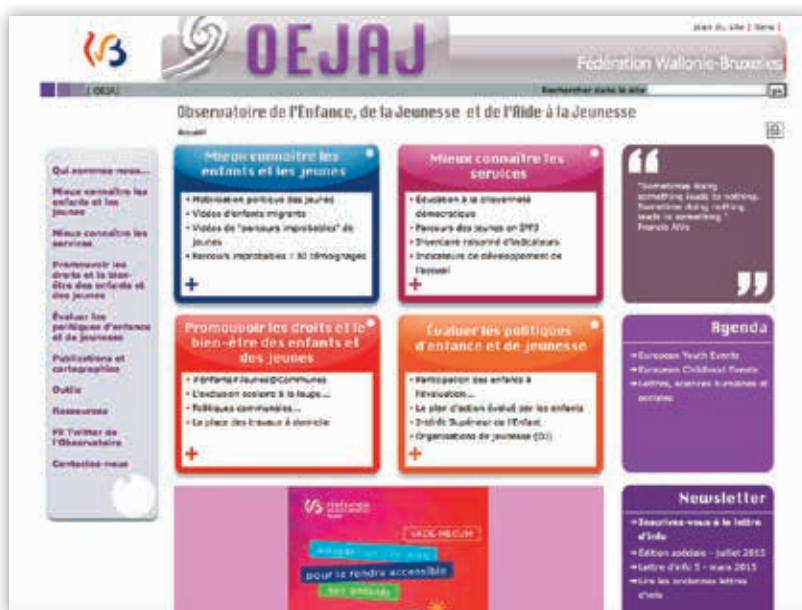 plan du site | liens |
OEJAJ
Fédération Wallonie-Bruxelles
[ OEJAJ
Rechercher dans le site
Observatoire de l'Enfance, de la Jeunesse et de l'Aide à la Jeunesse
Accueil
Qui sommes-nous...
Mieux connaître les
enfants et les
jeunes
Mieux connaître les
services
Promouvoir les
droits et le bien-
être des enfants et
des jeunes
Évaluer les
politiques d'enfance
et de jeunesse
Publications et
cartographies
Outils
Ressources
Fil Twitter de
l'Observatoire
Contactez-nous
Mieux connaître les
enfants et les jeunes
• Mobilisation politique des jeunes
• Vidéos d'enfants migrants
• Vidéos de "parcours improbables" de
jeunes
• Parcours improbables : 30 témoignages
+
Mieux connaître les
services
• Education à la citoyenneté
démocratique
• Parcours des jeunes en IPPJ
• Inventaire raisonné d'indicateurs
• Indicateurs de développement de
l'accueil
+
"Sometimes doing
something leads to nothing.
Sometime doing nothing
leads to something."
Francis Alÿs
Promouvoir les droits et le
bien-être des enfants et
des jeunes
• #Enfants#Jeunes@Communes
• L'exclusion scolaire à la loupe...
• Politiques communales...
• La place des travaux à domicile
+
Évaluer les politiques
d'enfance et de jeunesse
• Participation des enfants à
l'évaluation...
• Le plan d'action évalué par les enfants
• Intérêt Supérieur de l'Enfant
• Organisations de jeunesse (OJ)
+
Agenda
European Youth Events
European Childhood Events
Lettres, sciences humaines et
sociales
VADE-MECUM
pour le rendre accessible
aux enfants
Newsletter
Inscrivez-vous à la lettre
d'info
Édition spéciale - juillet 2015
Lettre d'info 5 - mars 2015
Lire les anciennes lettres
d'info